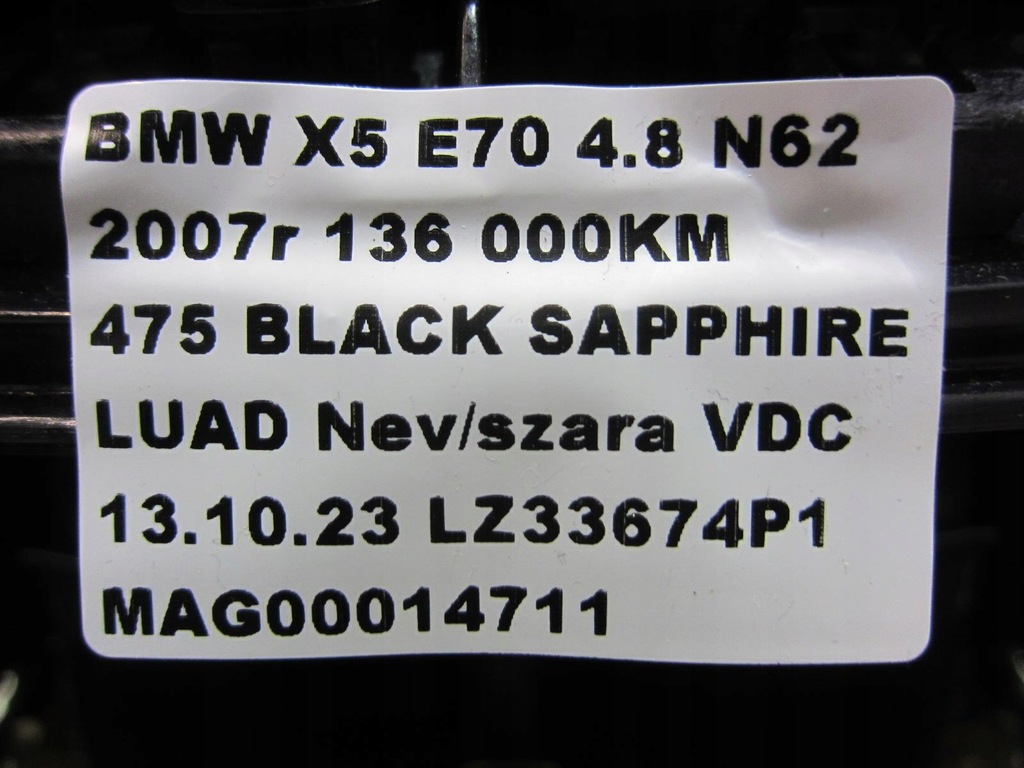 BMW X5 E70 4.8 N62
2007r 136 000KM
475 BLACK SAPPHIRE
LUAD Nev/szara VDC
13.10.23 LZ33674P1
MAG00014711